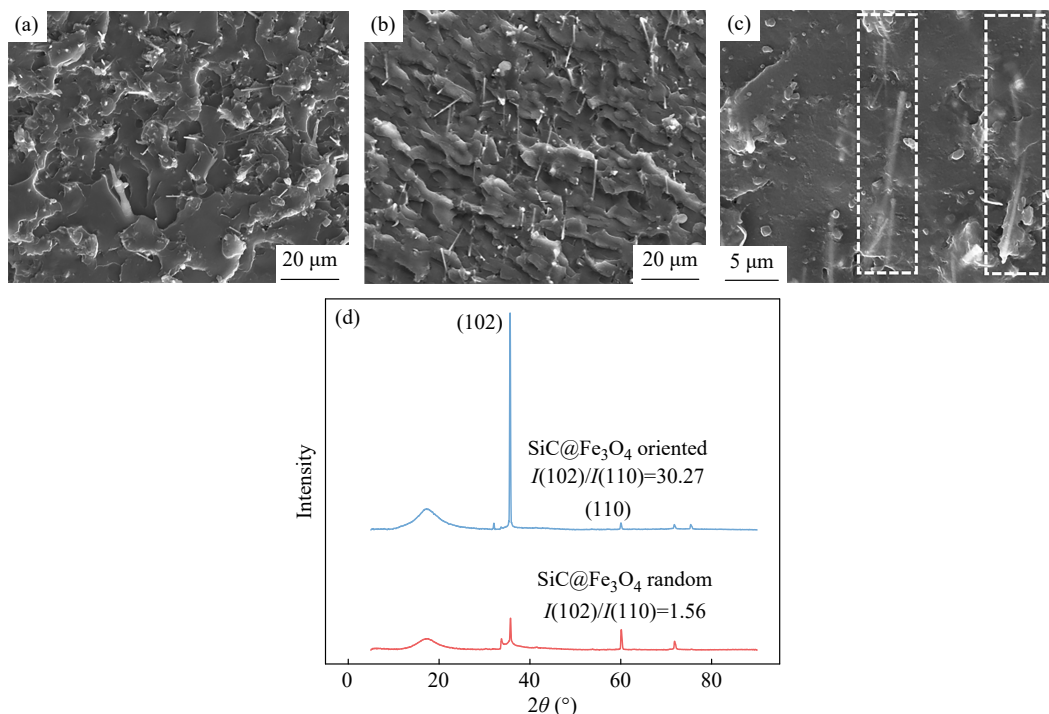 (a)
20 μm
(b)
20 μm
(c)
5 μm
(d)
(102)
SiC@Fe₃O₄ oriented
I(102)/I(110)=30.27
(110)
SiC@Fe₃O₄ random
I(102)/I(110)=1.56
Intensity
0 20 40 60 80
2θ (°)